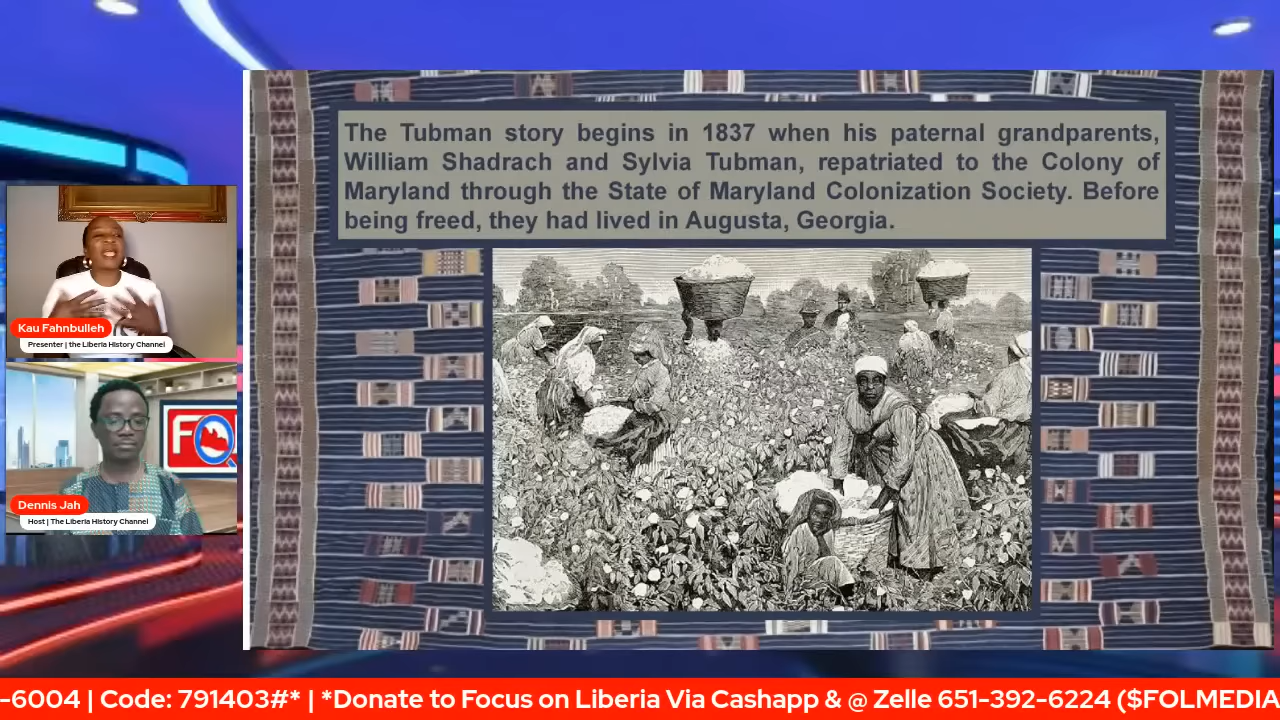 The Tubman story begins in 1837 when his paternal grandparents,
William Shadrach and Sylvia Tubman, repatriated to the Colony of
Maryland through the State of Maryland Colonization Society. Before
being freed, they had lived in Augusta, Georgia.
Kau Fahnbulleh
Presenter | the Liberia History Channel
FO
Dennis Jah
Host | The Liberia History Channel
-6004 | Code: 791403#* | *Donate to Focus on Liberia Via Cashapp & @ Zelle 651-392-6224 ($FOLMEDIA